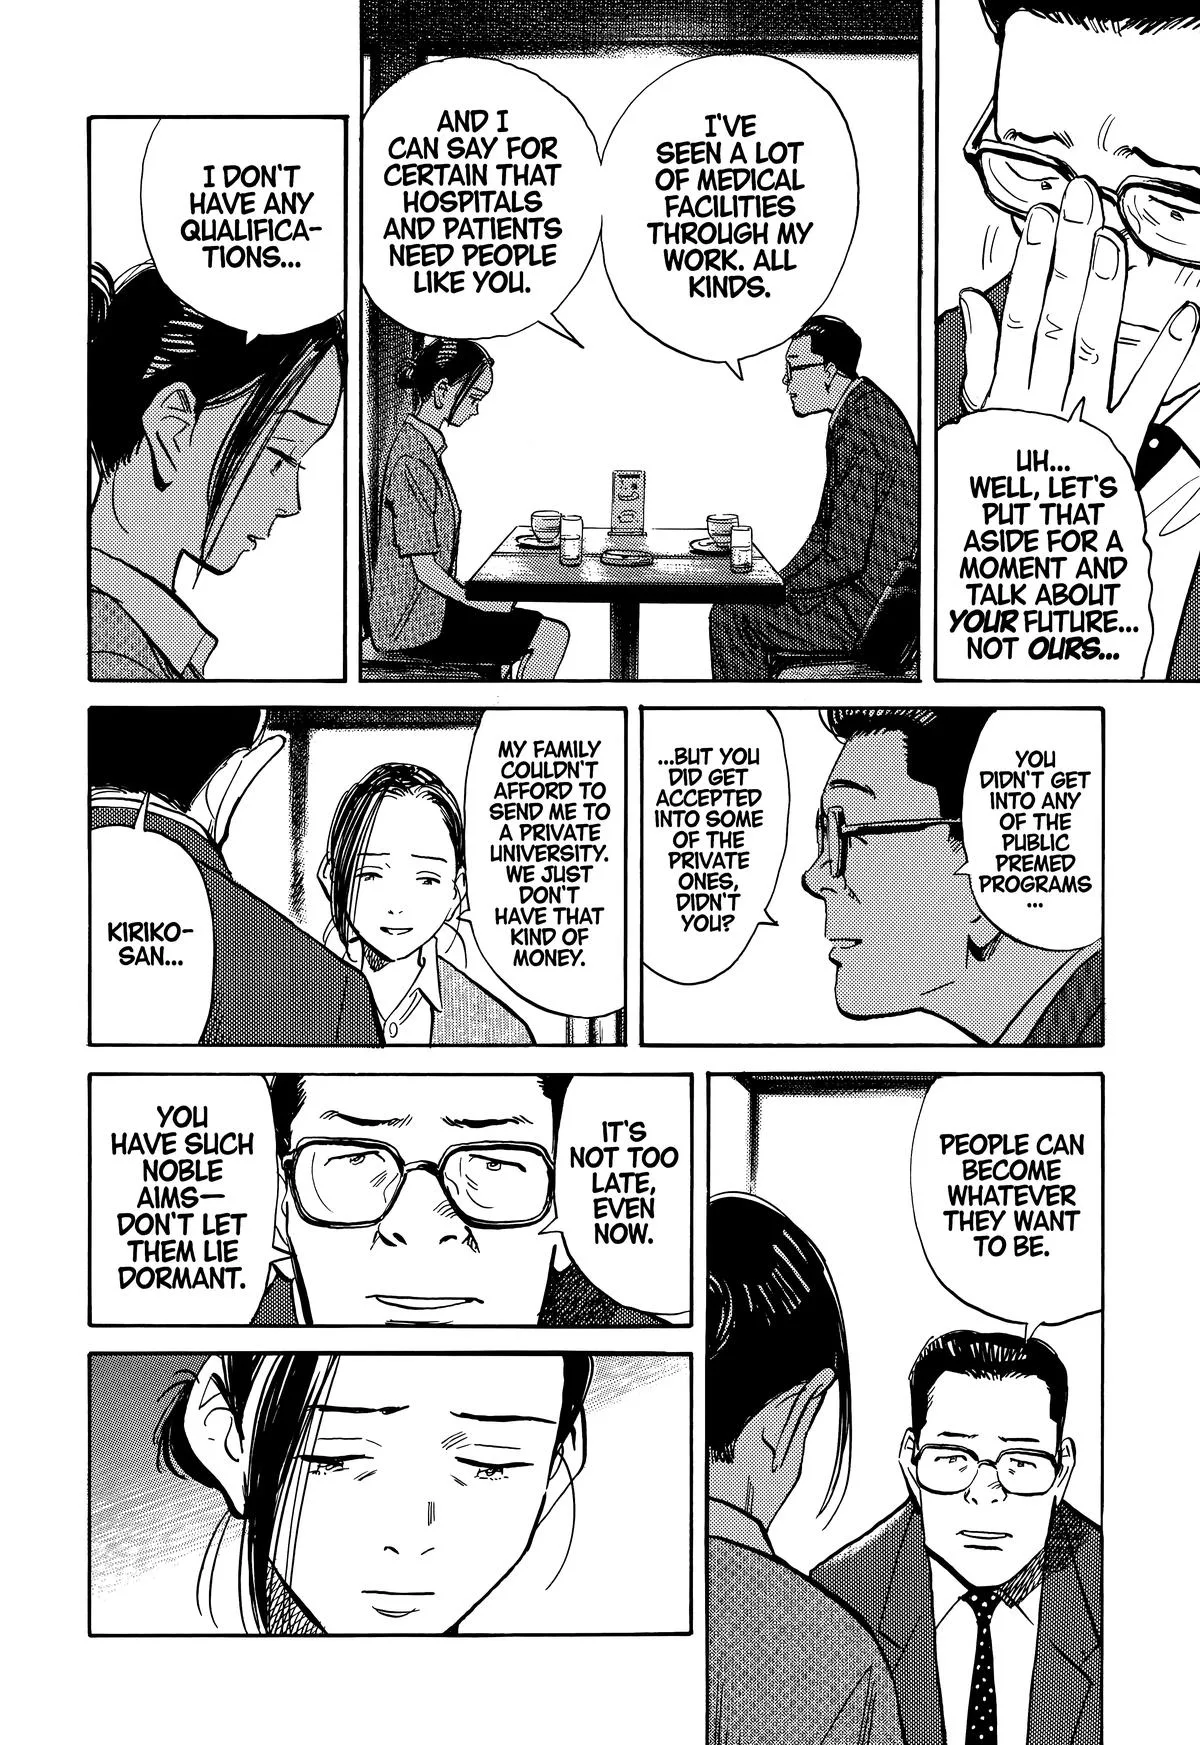 UH...
WELL, LET'S
PUT THAT
ASIDE FOR A
MOMENT AND
TALK ABOUT
YOUR FUTURE...
NOT OURS...
I'VE
SEEN A LOT
OF MEDICAL
FACILITIES
THROUGH MY
WORK. ALL
KINDS.
AND I
CAN SAY FOR
CERTAIN THAT
HOSPITALS
AND PATIENTS
NEED PEOPLE
LIKE YOU.
I DON'T
HAVE ANY
QUALIFICA-
TIONS...
YOU
DIDN'T GET
INTO ANY
OF THE
PUBLIC
PREMED
PROGRAMS
...
...BUT YOU
DID GET
ACCEPTED
INTO SOME
OF THE
PRIVATE
ONES,
DIDN'T
YOU?
MY FAMILY
COULDN'T
AFFORD TO
SEND ME TO
A PRIVATE
UNIVERSITY.
WE JUST
DON'T
HAVE THAT
KIND OF
MONEY.
KIRIKO-
SAN...
PEOPLE CAN
BECOME
WHATEVER
THEY WANT
TO BE.
IT'S
NOT TOO
LATE,
EVEN
NOW.
YOU
HAVE SUCH
NOBLE
AIMS—
DON'T LET
THEM LIE
DORMANT.